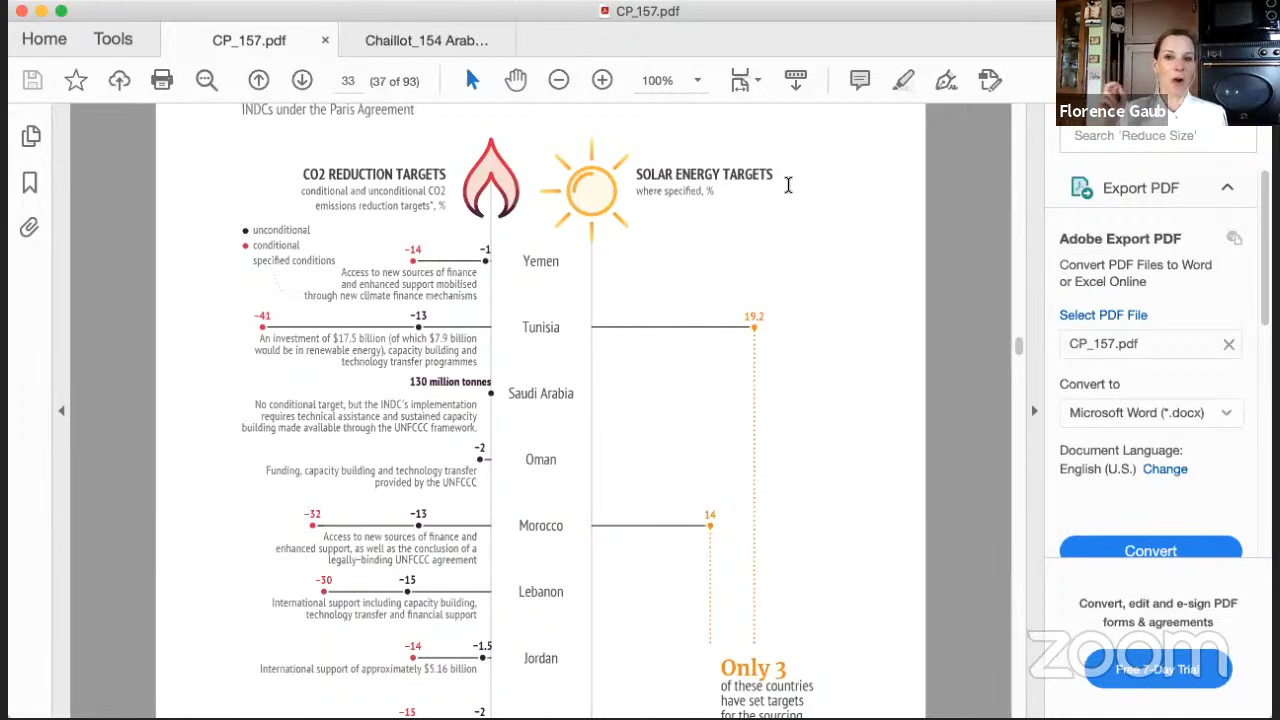 CP_157.pdf
Home
Tools
CP_157.pdf
×
Chaillot_154 Arab...
33
(37 of 93)
100%
Florence Gaub
Search 'Reduce Size'
INDCs under the Paris Agreement
CO2 REDUCTION TARGETS
conditional and unconditional CO2
emissions reduction targets*, %
SOLAR ENERGY TARGETS
where specified, %
unconditional
conditional
specified conditions
−14
−1
Yemen
Access to new sources of finance
and enhanced support mobilised
through new climate finance mechanisms
−41
−13
Tunisia
19.2
An investment of $17.5 billion (of which $7.9 billion
would be in renewable energy), capacity building and
technology transfer programmes
130 million tonnes
Saudi Arabia
No conditional target, but the INDC's implementation
requires technical assistance and sustained capacity
building made available through the UNFCCC framework.
−2
Oman
Funding, capacity building and technology transfer
provided by the UNFCCC
−32
−13
Morocco
14
Access to new sources of finance and
enhanced support, as well as the conclusion of a
legally-binding UNFCCC agreement
−30
−15
Lebanon
International support including capacity building,
technology transfer and financial support
−14
−1.5
Jordan
International support of approximately $5.16 billion
−15
−2
Only 3
of these countries
have set targets
for the sourcing
Export PDF
Adobe Export PDF
Convert PDF Files to Word
or Excel Online
Select PDF File
CP_157.pdf
Convert to
Microsoft Word (*.docx)
Document Language:
English (U.S.) Change
Convert
Convert, edit and e-sign PDF
forms & agreements
Free 7-Day Trial
zoom